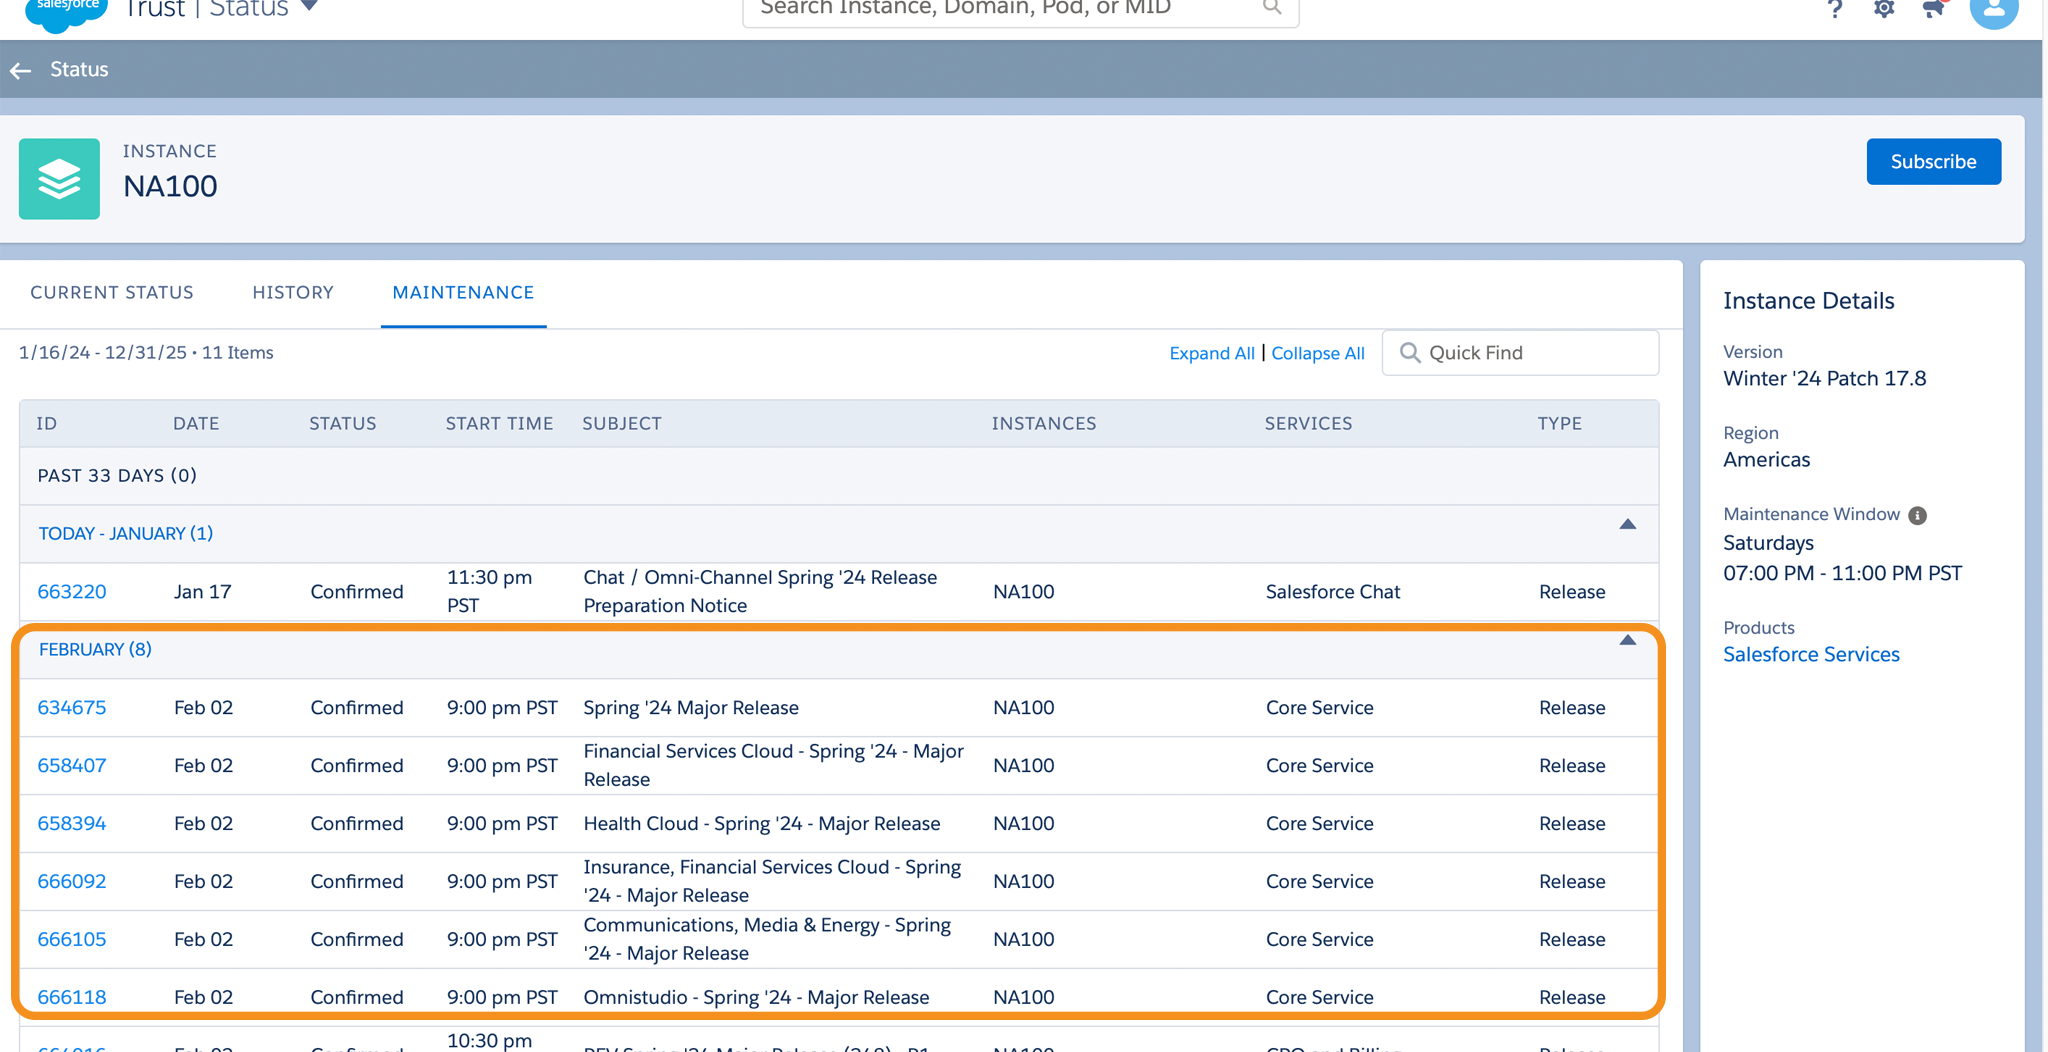 salesforce Trust | Status
Search Instance, Domain, Pod, or MID
?
Status
INSTANCE
NA100
Subscribe
CURRENT STATUS HISTORY MAINTENANCE
1/16/24 - 12/31/25 • 11 Items
Expand All | Collapse All
Quick Find
ID DATE STATUS START TIME SUBJECT INSTANCES SERVICES TYPE
PAST 33 DAYS (0)
TODAY - JANUARY (1)
663220 Jan 17 Confirmed 11:30 pm PST Chat / Omni-Channel Spring '24 Release Preparation Notice NA100 Salesforce Chat Release
FEBRUARY (8)
634675 Feb 02 Confirmed 9:00 pm PST Spring '24 Major Release NA100 Core Service Release
658407 Feb 02 Confirmed 9:00 pm PST Financial Services Cloud - Spring '24 - Major Release NA100 Core Service Release
658394 Feb 02 Confirmed 9:00 pm PST Health Cloud - Spring '24 - Major Release NA100 Core Service Release
666092 Feb 02 Confirmed 9:00 pm PST Insurance, Financial Services Cloud - Spring '24 - Major Release NA100 Core Service Release
666105 Feb 02 Confirmed 9:00 pm PST Communications, Media & Energy - Spring '24 - Major Release NA100 Core Service Release
666118 Feb 02 Confirmed 9:00 pm PST Omnistudio - Spring '24 - Major Release NA100 Core Service Release
10:30 pm
Instance Details
Version
Winter '24 Patch 17.8
Region
Americas
Maintenance Window
Saturdays
07:00 PM - 11:00 PM PST
Products
Salesforce Services